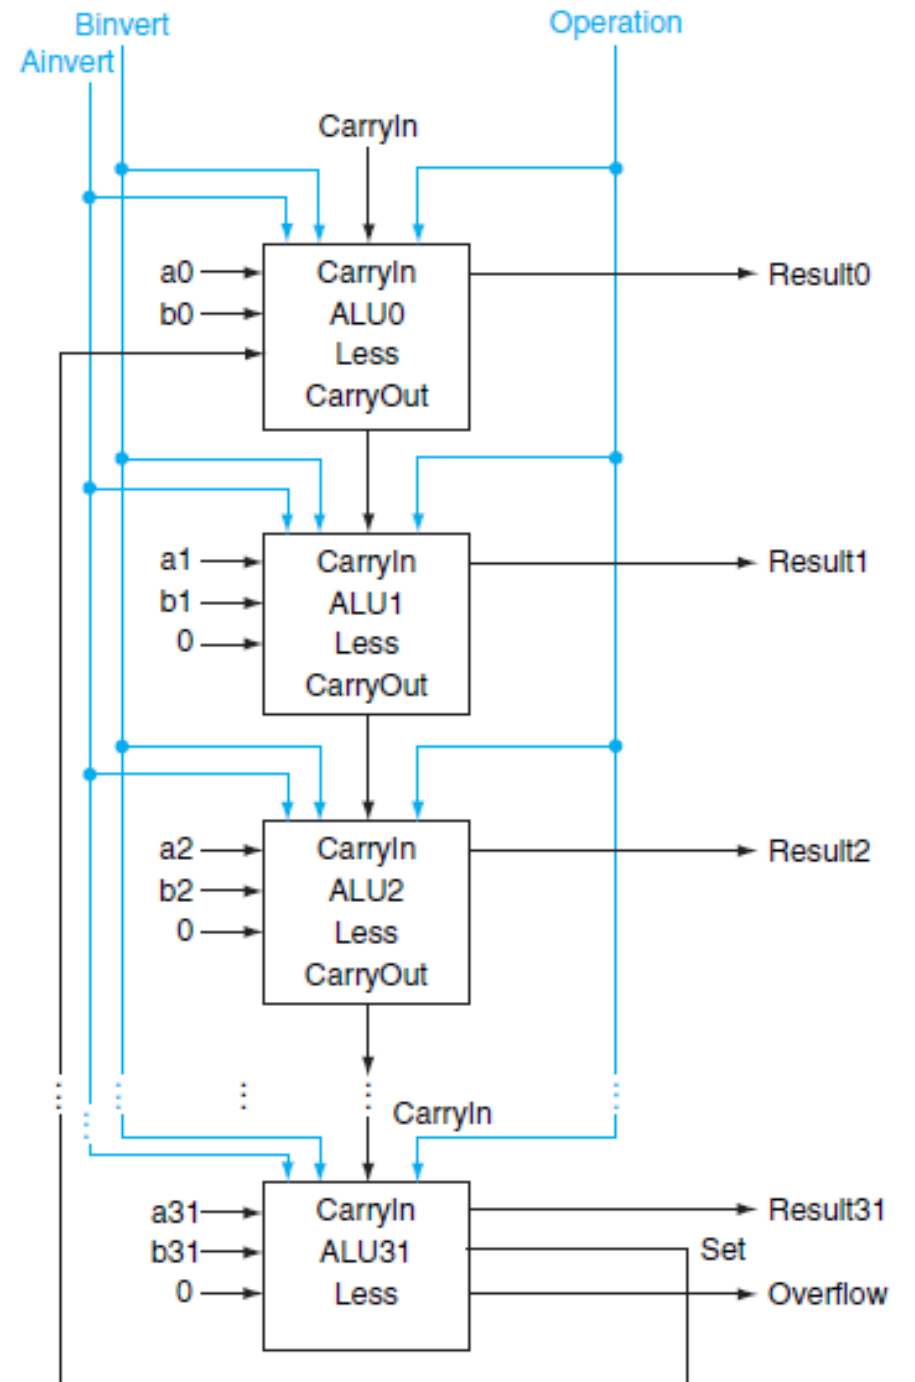 Binvert
Operation
Ainvert
CarryIn
a0
CarryIn
Result0
b0
ALU0
Less
CarryOut
a1
CarryIn
Result1
b1
ALU1
0
Less
CarryOut
a2
CarryIn
Result2
b2
ALU2
0
Less
CarryOut
CarryIn
a31
CarryIn
Result31
b31
ALU31
Set
0
Less
Overflow